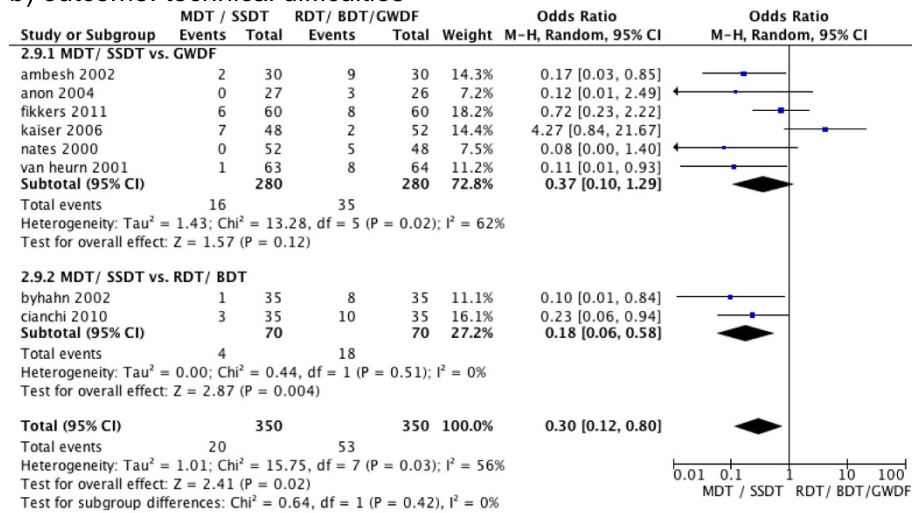 b) outcome: technical difficulties
MDT / SSDT RDT/ BDT/GWDF Odds Ratio Odds Ratio
Study or Subgroup Events Total Events Total Weight M-H, Random, 95% CI M-H, Random, 95% CI
2.9.1 MDT/ SSDT vs. GWDF
ambesh 2002 2 30 9 30 14.3% 0.17 [0.03, 0.85]
anon 2004 0 27 3 26 7.2% 0.12 [0.01, 2.49]
fikkers 2011 6 60 8 60 18.2% 0.72 [0.23, 2.22]
kaiser 2006 7 48 2 52 14.4% 4.27 [0.84, 21.67]
nates 2000 0 52 5 48 7.5% 0.08 [0.00, 1.40]
van heurn 2001 1 63 8 64 11.2% 0.11 [0.01, 0.93]
Subtotal (95% CI) 280 280 72.8% 0.37 [0.10, 1.29]
Total events 16 35
Heterogeneity: Tau² = 1.43; Chi² = 13.28, df = 5 (P = 0.02); I² = 62%
Test for overall effect: Z = 1.57 (P = 0.12)
2.9.2 MDT/ SSDT vs. RDT/ BDT
byhahn 2002 1 35 8 35 11.1% 0.10 [0.01, 0.84]
cianchi 2010 3 35 10 35 16.1% 0.23 [0.06, 0.94]
Subtotal (95% CI) 70 70 27.2% 0.18 [0.06, 0.58]
Total events 4 18
Heterogeneity: Tau² = 0.00; Chi² = 0.44, df = 1 (P = 0.51); I² = 0%
Test for overall effect: Z = 2.87 (P = 0.004)
Total (95% CI) 350 350 100.0% 0.30 [0.12, 0.80]
Total events 20 53
Heterogeneity: Tau² = 1.01; Chi² = 15.75, df = 7 (P = 0.03); I² = 56%
Test for overall effect: Z = 2.41 (P = 0.02)
Test for subgroup differences: Chi² = 0.64, df = 1 (P = 0.42), I² = 0%
0.01 0.1 1 10 100
MDT / SSDT RDT/ BDT/GWDF